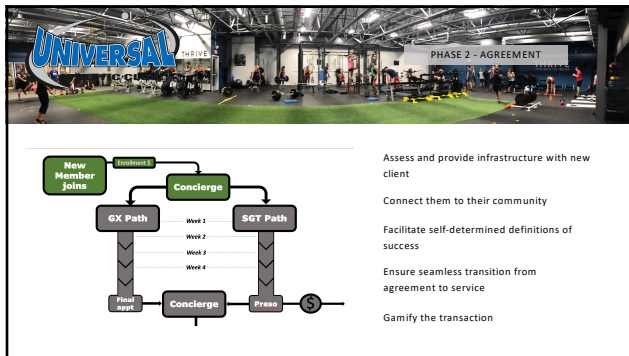 UNIVERSAL
THRIVE
PHASE 2 - AGREEMENT
THRIVE
New
Member
joins
Enrollment $
Concierge
GX Path
SGT Path
Week 1
Week 2
Week 3
Week 4
Final
appt
Concierge
Preso
$
Assess and provide infrastructure with new
client
Connect them to their community
Facilitate self-determined definitions of
success
Ensure seamless transition from
agreement to service
Gamify the transaction